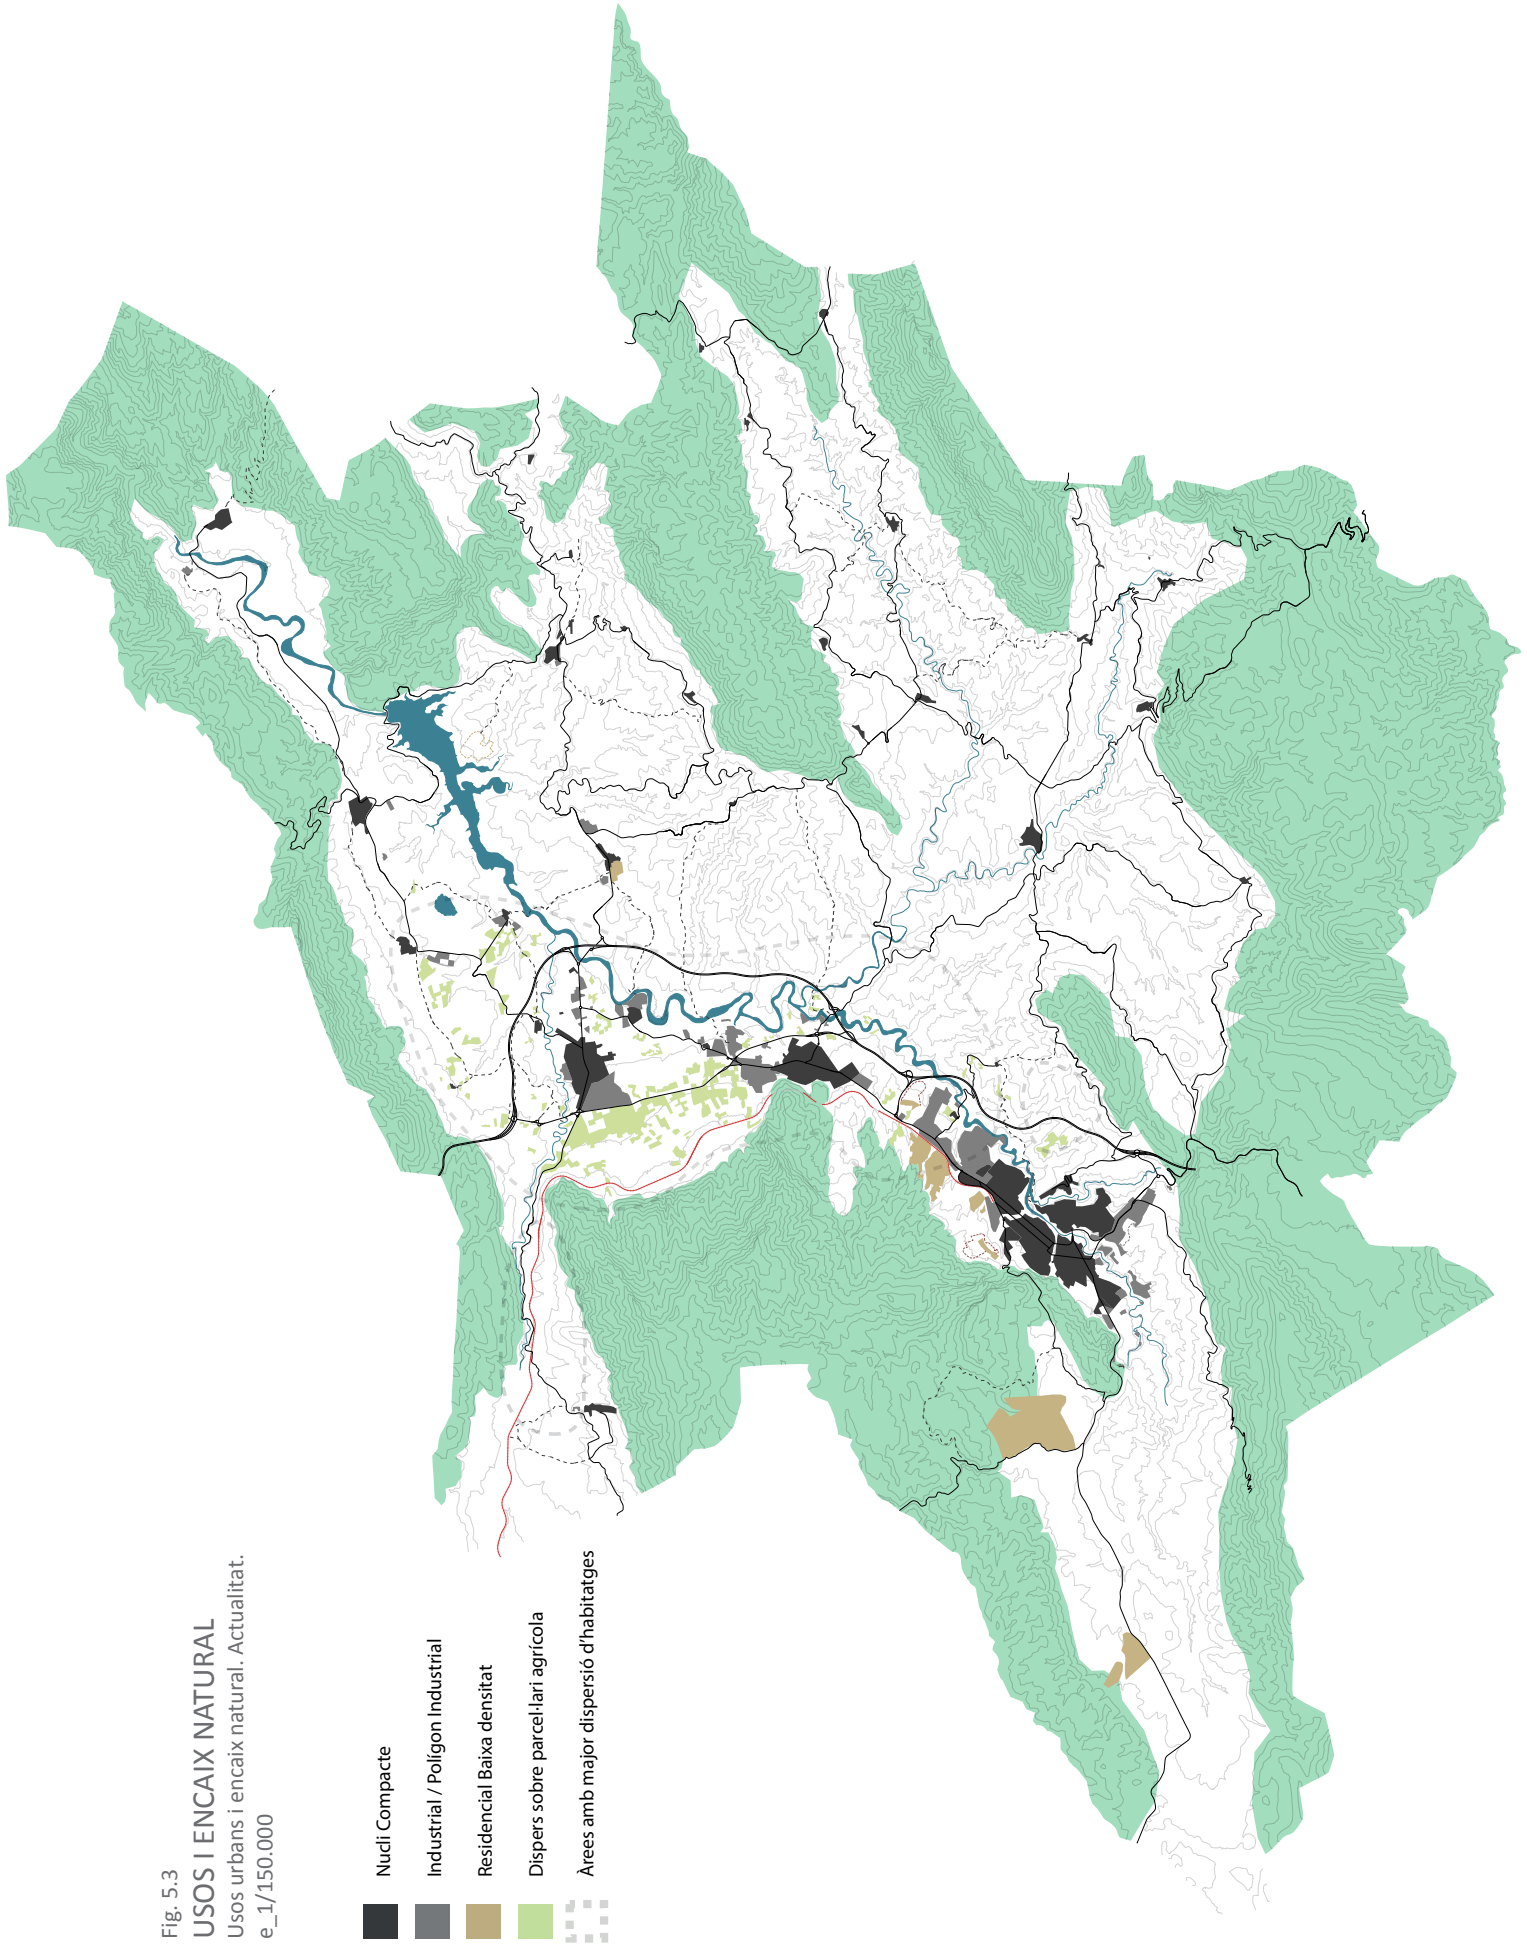 Fig. 5.3
USOS I ENCAIX NATURAL
Usos urbans i encaix natural. Actualitat.
e_1/150.000
Nucli Compacte
Industrial / Polígon Industrial
Residencial Baixa densitat
Dispers sobre parcel·lari agrícola
Àrees amb major dispersió d'habitatges